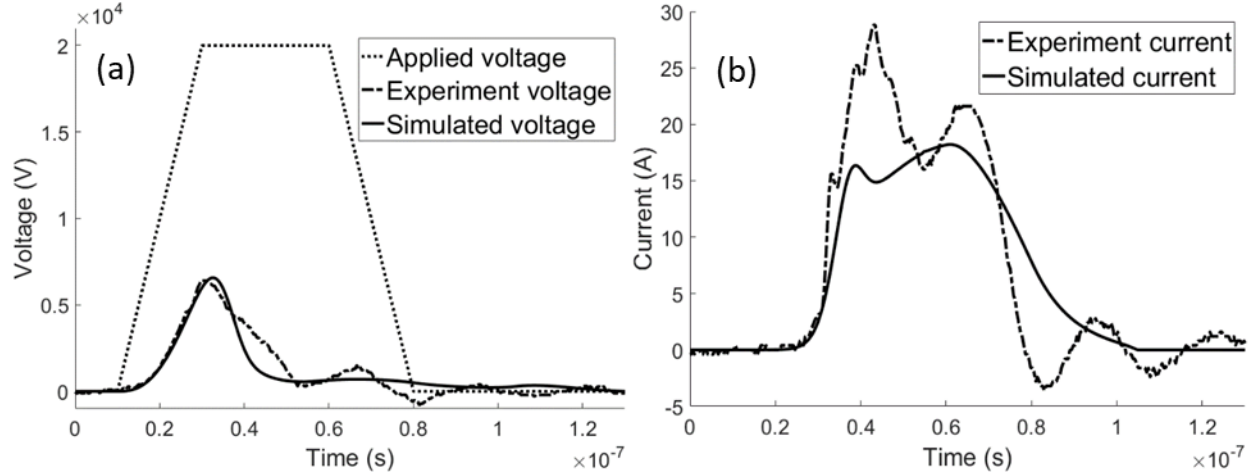 ×10⁴
(a)
Applied voltage
Experiment voltage
Simulated voltage
Voltage (V)
2
1.5
1
0.5
0
0 0.2 0.4 0.6 0.8 1 1.2
Time (s)
×10⁻⁷
(b)
Experiment current
Simulated current
Current (A)
30
25
20
15
10
5
0
-5
0 0.2 0.4 0.6 0.8 1 1.2
Time (s)
×10⁻⁷